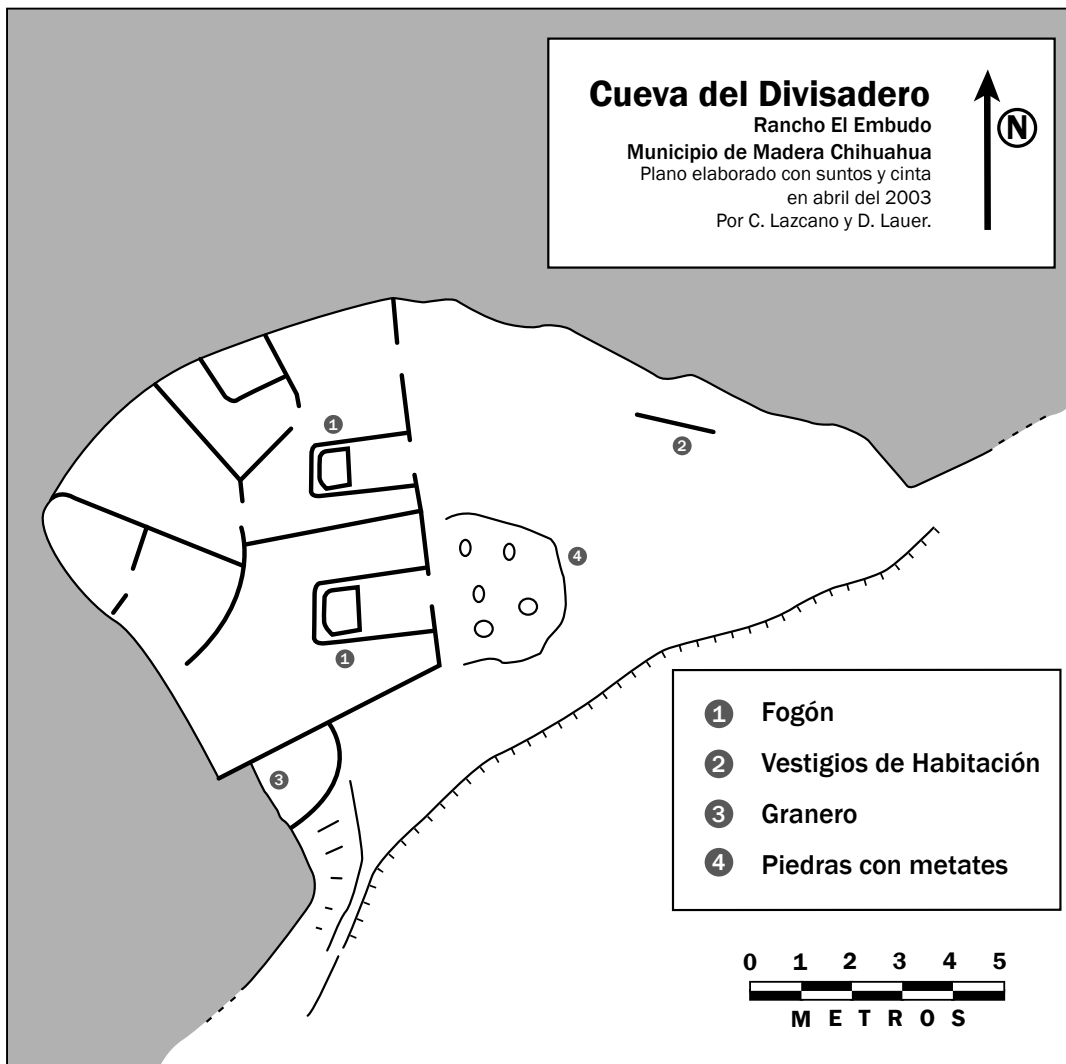 Cueva del Divisadero
Rancho El Embudo
Municipio de Madera Chihuahua
Plano elaborado con suntos y cinta
en abril del 2003
Por C. Lazcano y D. Lauer.
N
1
2
4
1
3
1 Fogón
2 Vestigios de Habitación
3 Granero
4 Piedras con metates
0 1 2 3 4 5
METROS